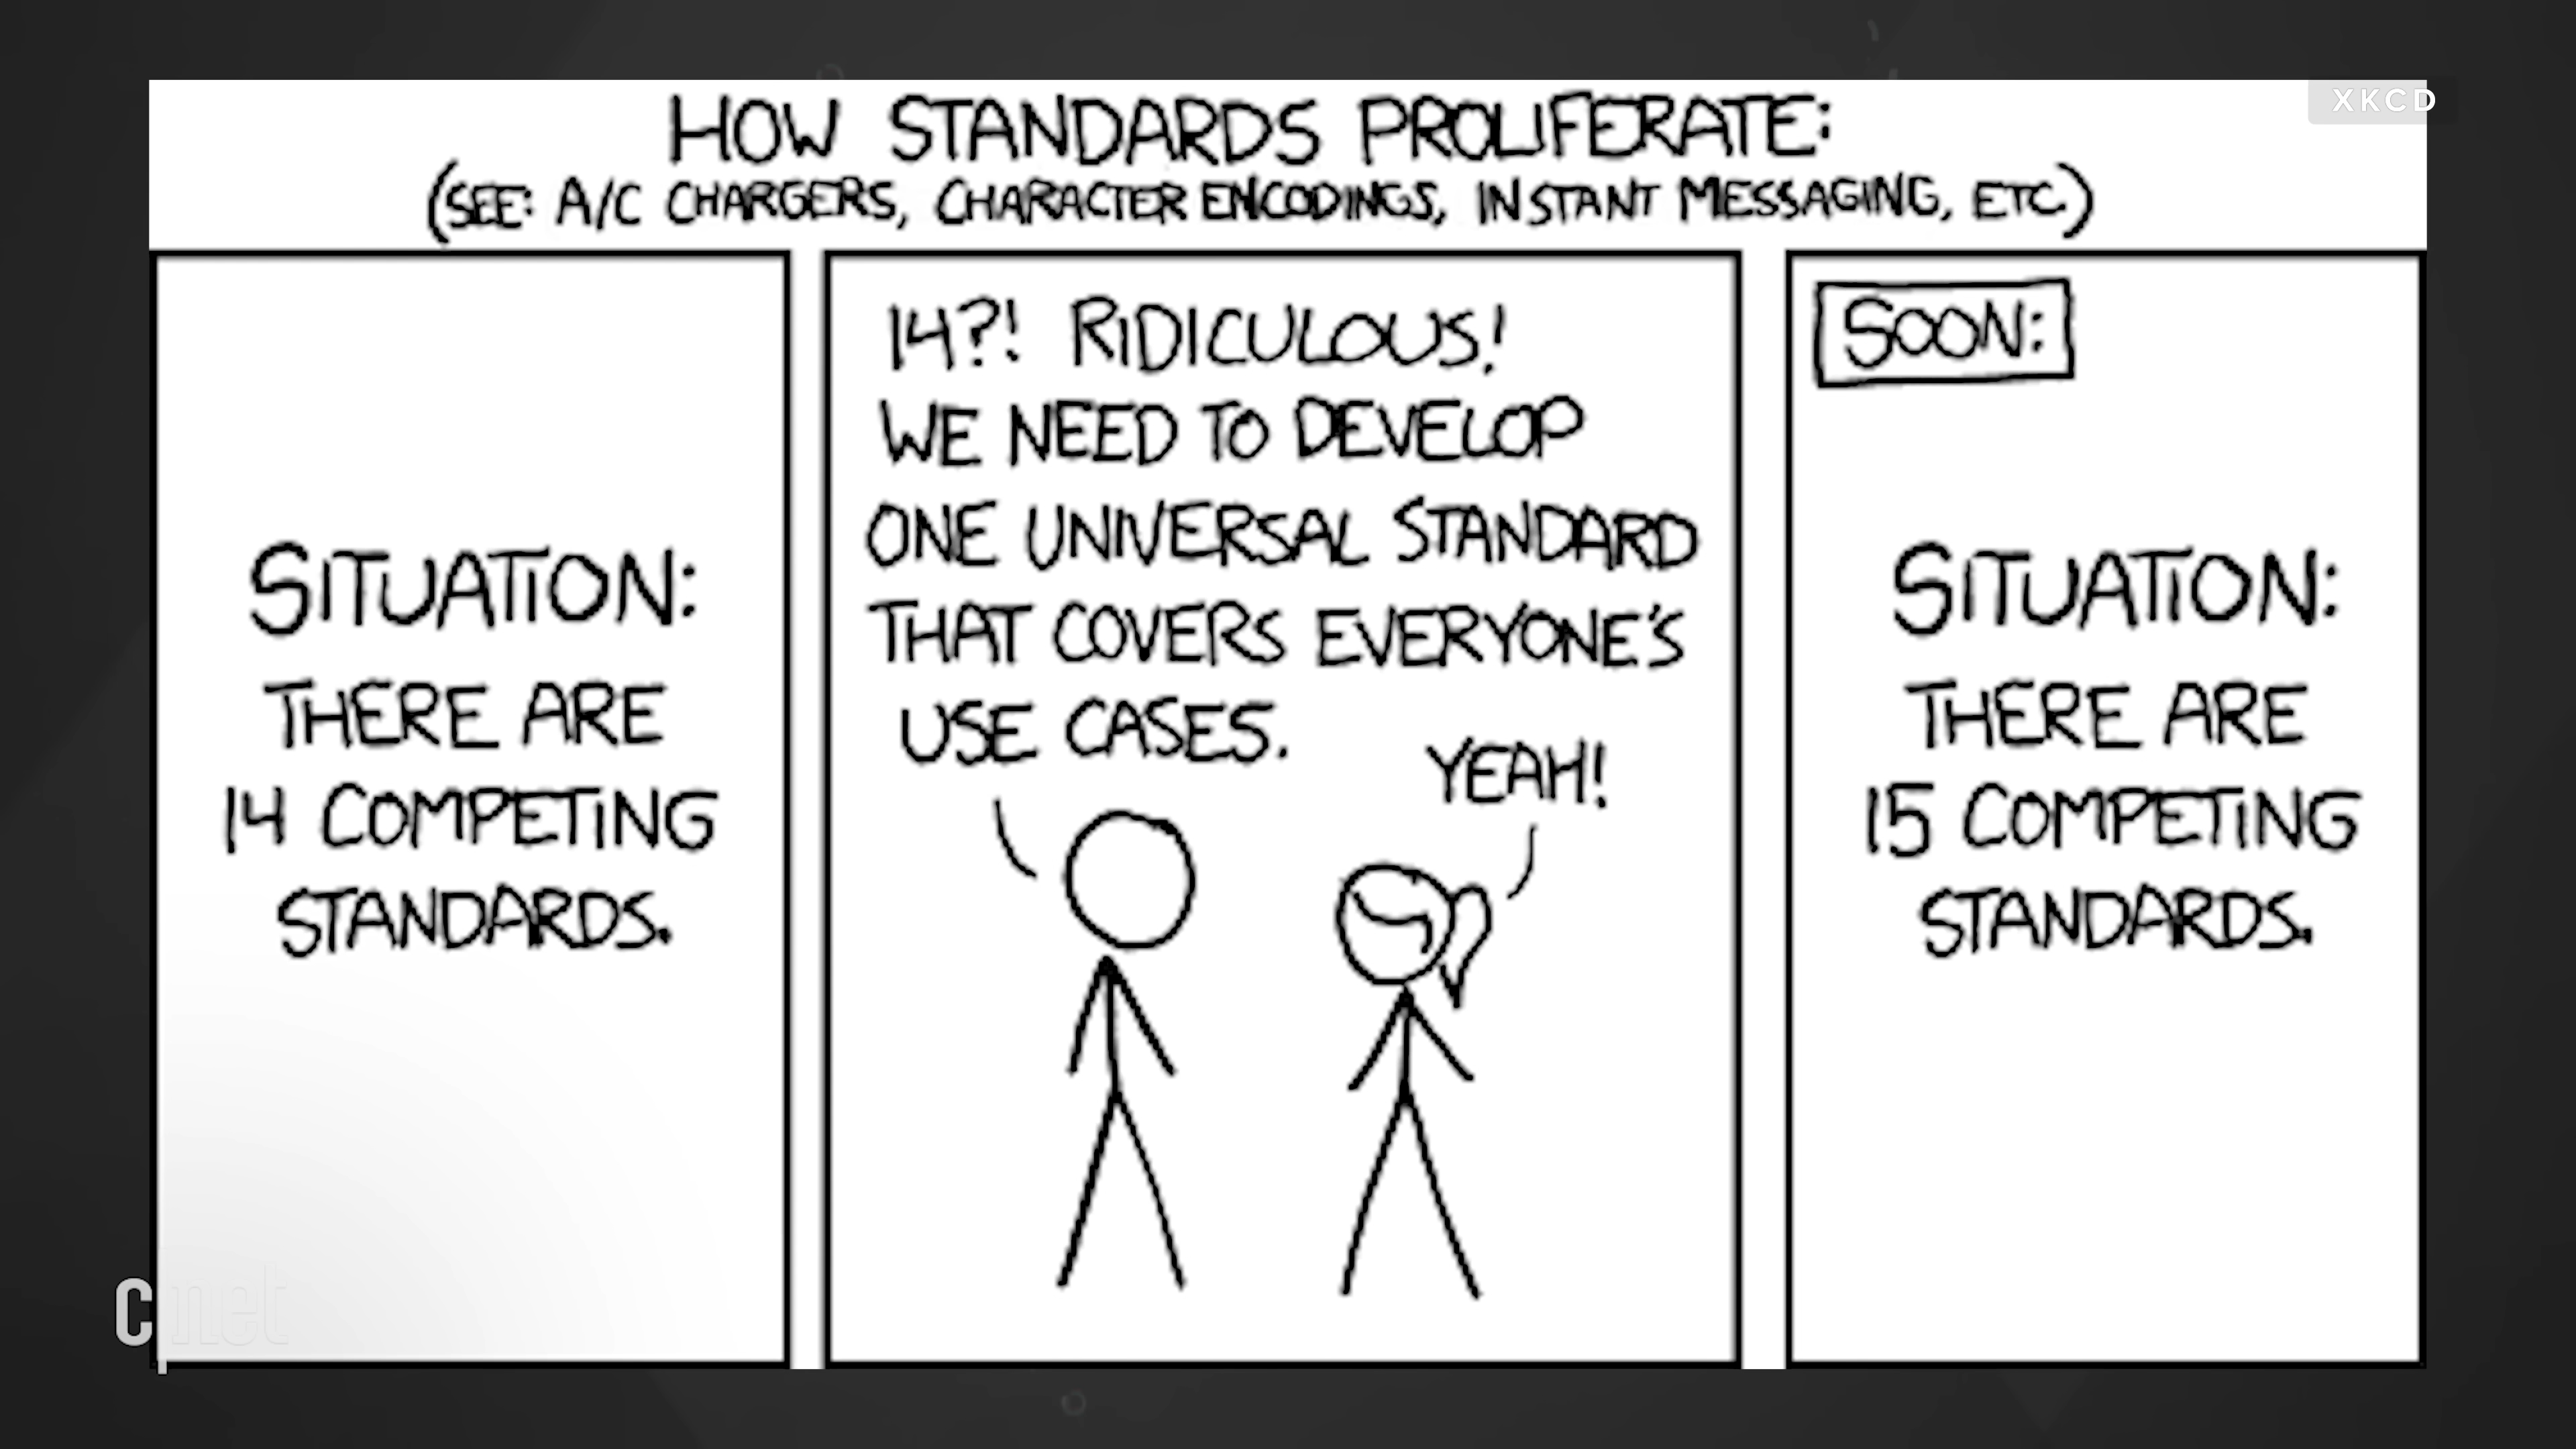 XKCD
HOW STANDARDS PROLIFERATE:
(SEE: A/C CHARGERS, CHARACTER ENCODINGS, INSTANT MESSAGING, ETC.)
SITUATION:
THERE ARE
14 COMPETING
STANDARDS.
14?! RIDICULOUS!
WE NEED TO DEVELOP
ONE UNIVERSAL STANDARD
THAT COVERS EVERYONE'S
USE CASES.
YEAH!
SOON:
SITUATION:
THERE ARE
15 COMPETING
STANDARDS.
c|net